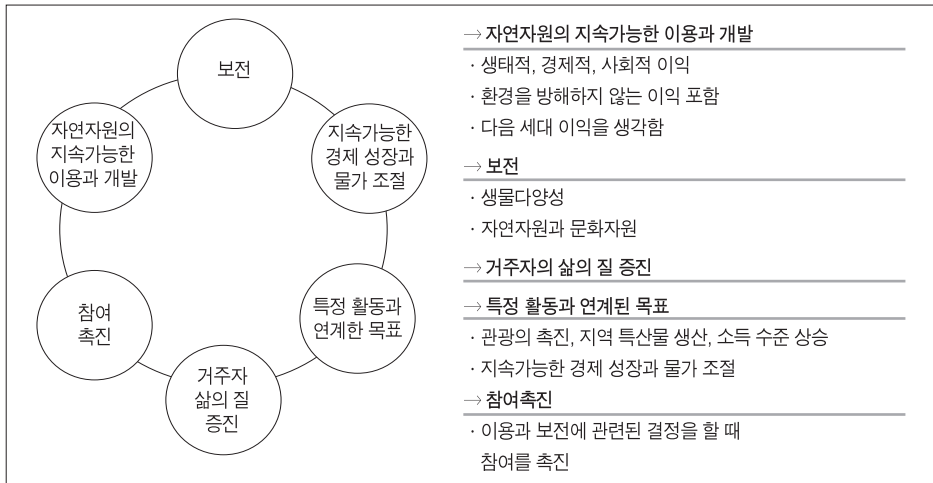 보전
자연자원의
지속가능한
이용과 개발
지속가능한
경제 성장과
물가 조절
참여
촉진
특정 활동과
연계한 목표
거주자
삶의 질
증진
→ 자연자원의 지속가능한 이용과 개발
· 생태적, 경제적, 사회적 이익
· 환경을 방해하지 않는 이익 포함
· 다음 세대 이익을 생각함
→ 보전
· 생물다양성
· 자연자원과 문화자원
→ 거주자의 삶의 질 증진
→ 특정 활동과 연계된 목표
· 관광의 촉진, 지역 특산물 생산, 소득 수준 상승
· 지속가능한 경제 성장과 물가 조절
→ 참여촉진
· 이용과 보전에 관련된 결정을 할 때
참여를 촉진